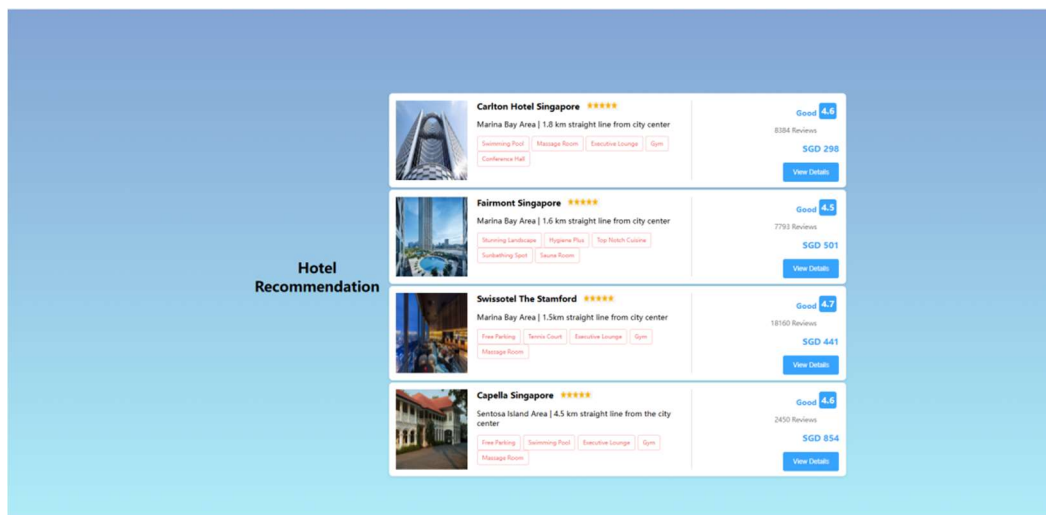 Hotel
Recommendation
Carlton Hotel Singapore
Marina Bay Area | 1.8 km straight line from city center
Swimming Pool Massage Room Executive Lounge Gym
Conference Hall
Good 4.6
8384 Reviews
SGD 298
View Details
Fairmont Singapore
Marina Bay Area | 1.6 km straight line from city center
Stunning Landscape Hygiene Plus Top Notch Cuisine
Sunbathing Spot Sauna Room
Good 4.5
7793 Reviews
SGD 501
View Details
Swissotel The Stamford
Marina Bay Area | 1.5km straight line from city center
Free Parking Tennis Court Executive Lounge Gym
Massage Room
Good 4.7
18160 Reviews
SGD 441
View Details
Capella Singapore
Sentosa Island Area | 4.5 km straight line from the city
center
Free Parking Swimming Pool Executive Lounge Gym
Massage Room
Good 4.6
2450 Reviews
SGD 854
View Details